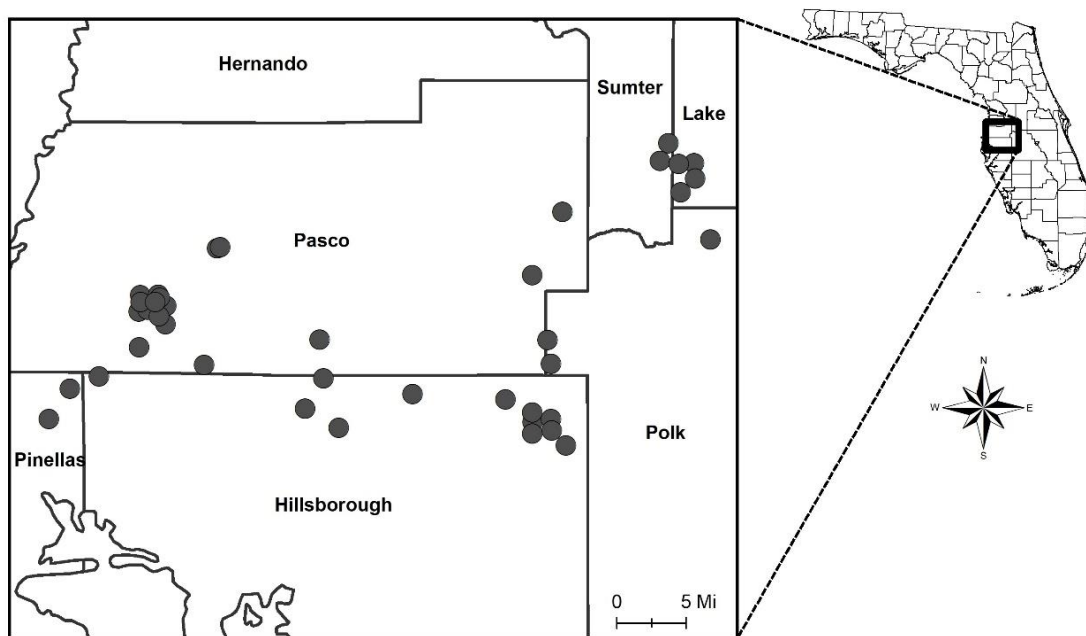 Hernando
Sumter
Lake
Pasco
Polk
Pinellas
Hillsborough
0 5 Mi
N
W E
S